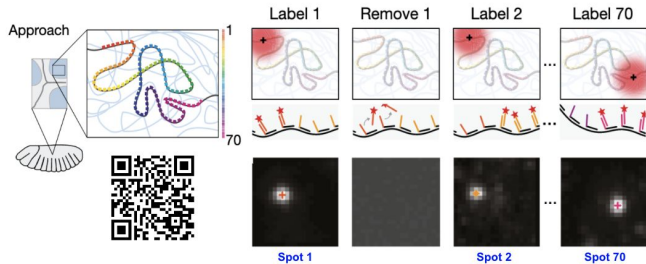 Approach
1
70
Label 1
Remove 1
Label 2
Label 70
...
...
...
Spot 1
Spot 2
Spot 70